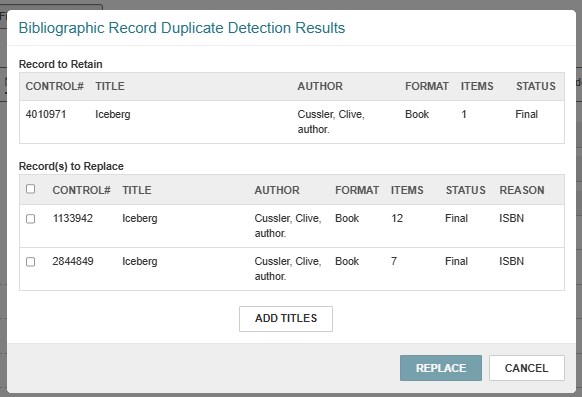 Bibliographic Record Duplicate Detection Results
Record to Retain
CONTROL# TITLE AUTHOR FORMAT ITEMS STATUS
4010971 Iceberg Cussler, Clive, author. Book 1 Final
Record(s) to Replace
CONTROL# TITLE AUTHOR FORMAT ITEMS STATUS REASON
1133942 Iceberg Cussler, Clive, author. Book 12 Final ISBN
2844849 Iceberg Cussler, Clive, author. Book 7 Final ISBN
ADD TITLES
REPLACE CANCEL